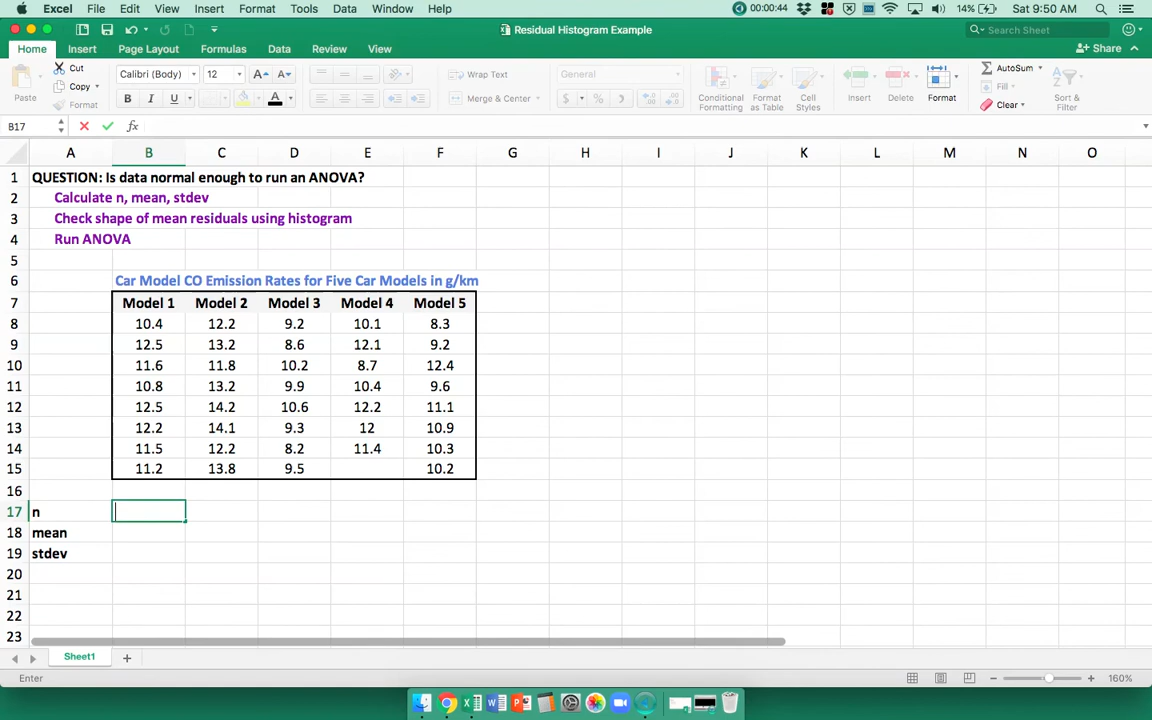 Excel File Edit View Insert Format Tools Data Window Help 00:00:44 14% Sat 9:50 AM
Residual Histogram Example Search Sheet
Home Insert Page Layout Formulas Data Review View Share
Paste Cut Copy Format Calibri (Body) 12 A A B I U A Wrap Text Merge & Center General $ % Conditional Formatting Format as Table Cell Styles Insert Delete Format AutoSum Fill Clear Sort & Filter
B17 fx
A B C D E F G H I J K L M N O
1 QUESTION: Is data normal enough to run an ANOVA?
2 Calculate n, mean, stdev
3 Check shape of mean residuals using histogram
4 Run ANOVA
5
6 Car Model CO Emission Rates for Five Car Models in g/km
7 Model 1 Model 2 Model 3 Model 4 Model 5
8 10.4 12.2 9.2 10.1 8.3
9 12.5 13.2 8.6 12.1 9.2
10 11.6 11.8 10.2 8.7 12.4
11 10.8 13.2 9.9 10.4 9.6
12 12.5 14.2 10.6 12.2 11.1
13 12.2 14.1 9.3 12 10.9
14 11.5 12.2 8.2 11.4 10.3
15 11.2 13.8 9.5 10.2
16
17 n
18 mean
19 stdev
20
21
22
23
Sheet1
Enter 160%